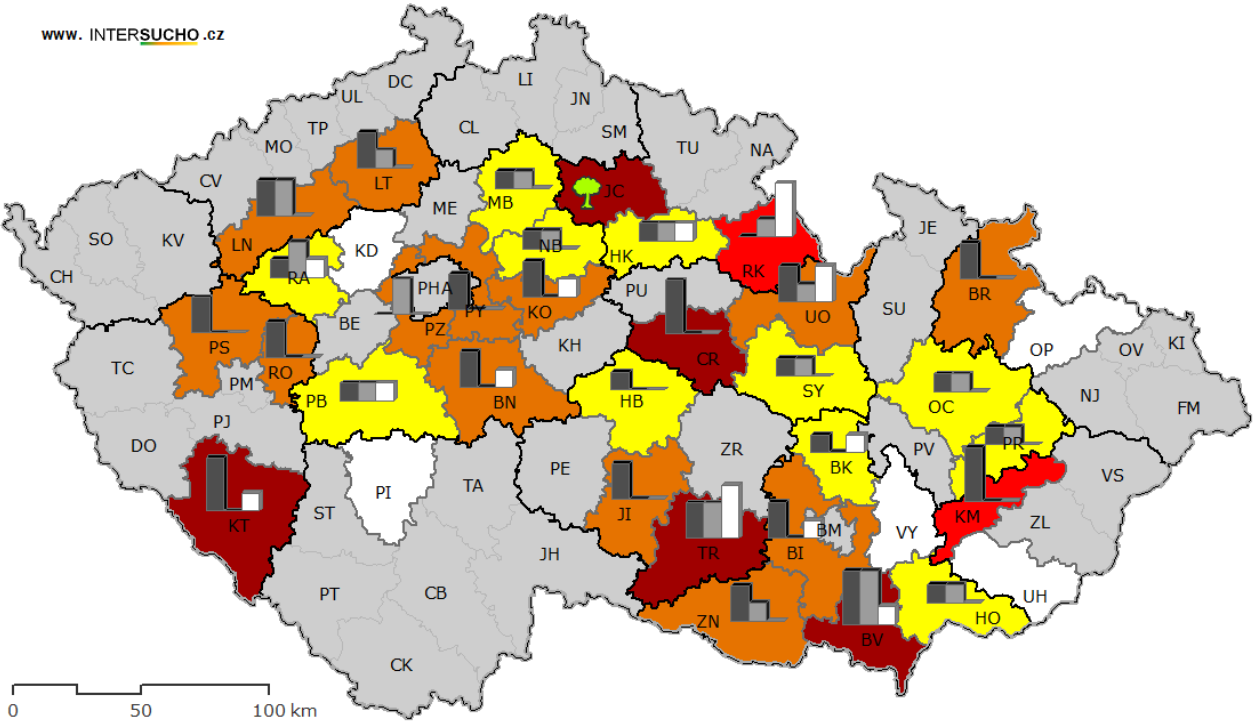 www. INTERSUCHO .cz
DC
LI
UL
JN
TP
CL
SM
MO
TU
NA
CV
LT
JC
MB
ME
SO
KV
LN
KD
NB
HK
JE
CH
RA
RK
PHA
PU
BR
SU
PY
KO
UO
BE
PZ
PS
OP
OV
KI
TC
RO
KH
CR
PM
SY
NJ
PB
BN
HB
OC
FM
PJ
DO
PR
ZR
PV
PE
BK
VS
PI
TA
ST
KT
JI
KM
ZL
BM
VY
TR
BI
JH
PT
CB
UH
ZN
HO
BV
CK
0 50 100 km